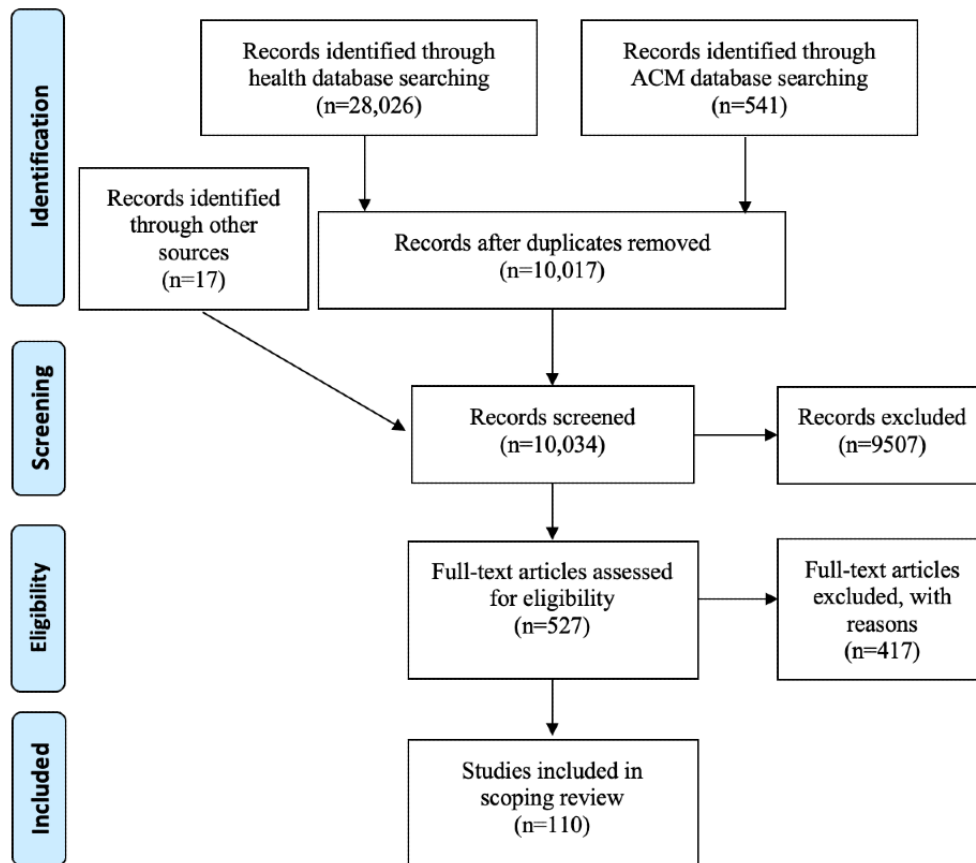 Identification
Records identified through
health database searching
(n=28,026)
Records identified through
ACM database searching
(n=541)
Records identified
through other
sources
(n=17)
Records after duplicates removed
(n=10,017)
Screening
Records screened
(n=10,034)
Records excluded
(n=9507)
Eligibility
Full-text articles assessed
for eligibility
(n=527)
Full-text articles
excluded, with
reasons
(n=417)
Included
Studies included in
scoping review
(n=110)